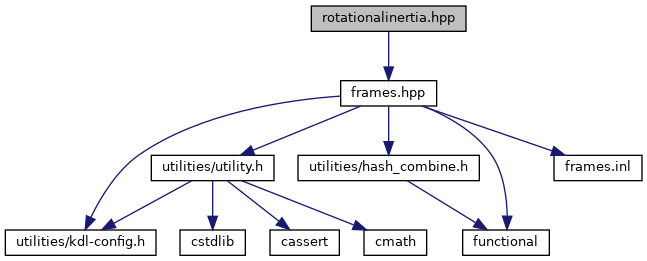 rotationalinertia.hpp
frames.hpp
utilities/utility.h
utilities/hash_combine.h
frames.inl
utilities/kdl-config.h
cstdlib
cassert
cmath
functional